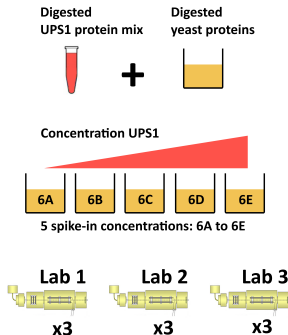 Digested
UPS1 protein mix
Digested
yeast proteins
Concentration UPS1
6A 6B 6C 6D 6E
5 spike-in concentrations: 6A to 6E
Lab 1 Lab 2 Lab 3
x3 x3 x3